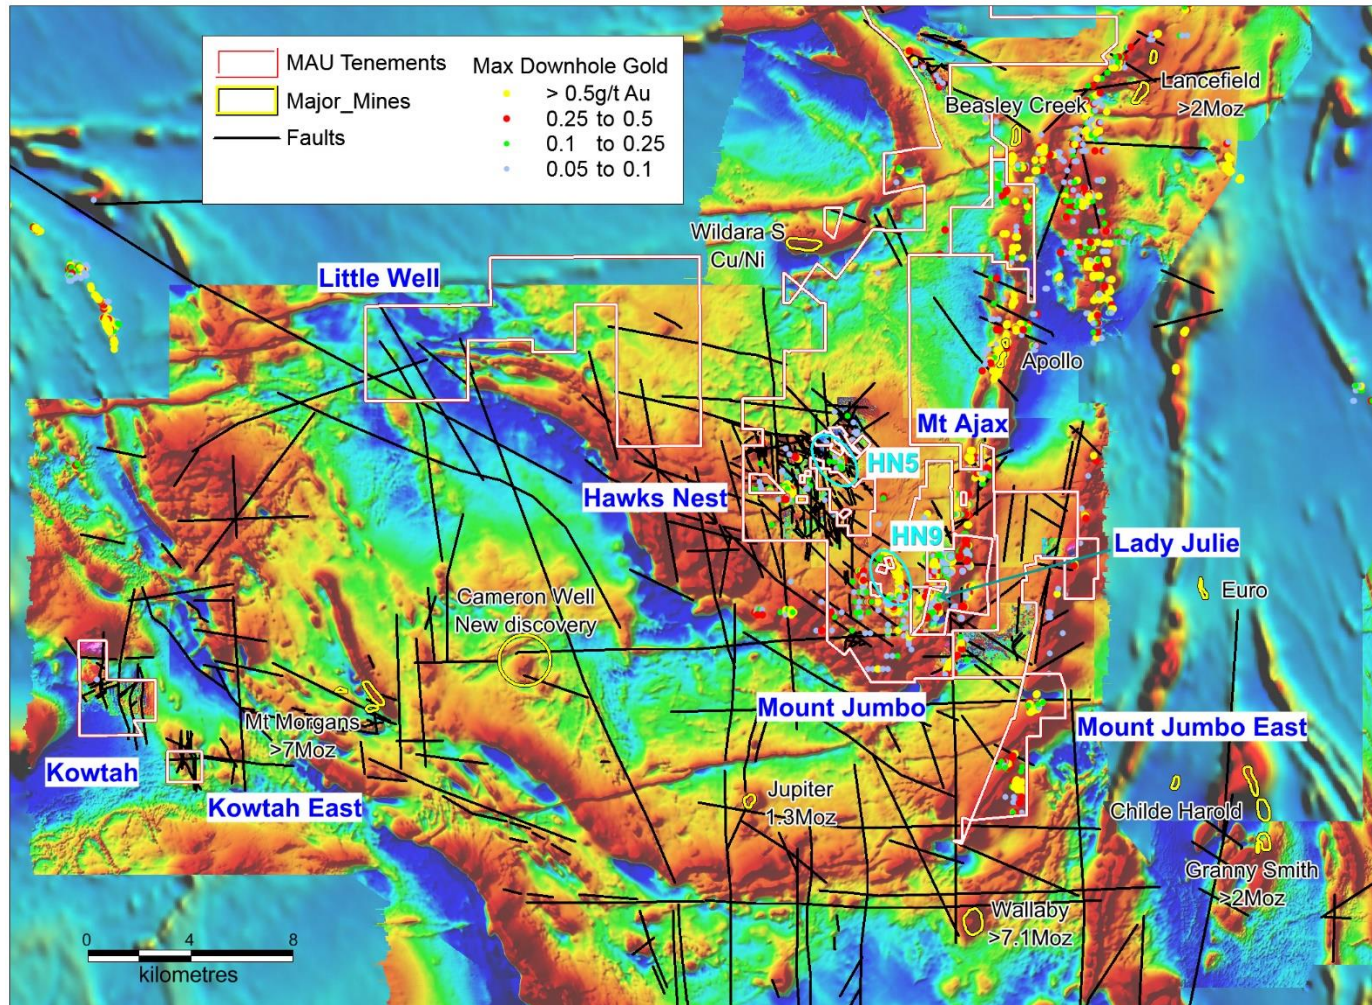 MAU Tenements
Major_Mines
Faults
Max Downhole Gold
> 0.5g/t Au
0.25 to 0.5
0.1 to 0.25
0.05 to 0.1
Lancefield
>2Moz
Beasley Creek
Wildara S
Cu/Ni
Little Well
Apollo
Mt Ajax
HN5
Hawks Nest
HN9
Lady Julie
Euro
Cameron Well
New discovery
Mount Jumbo
Mt Morgans
>7Moz
Mount Jumbo East
Kowtah
Kowtah East
Jupiter
1.3Moz
Childe Harold
Granny Smith
>2Moz
Wallaby
>7.1Moz
0 4 8
kilometres